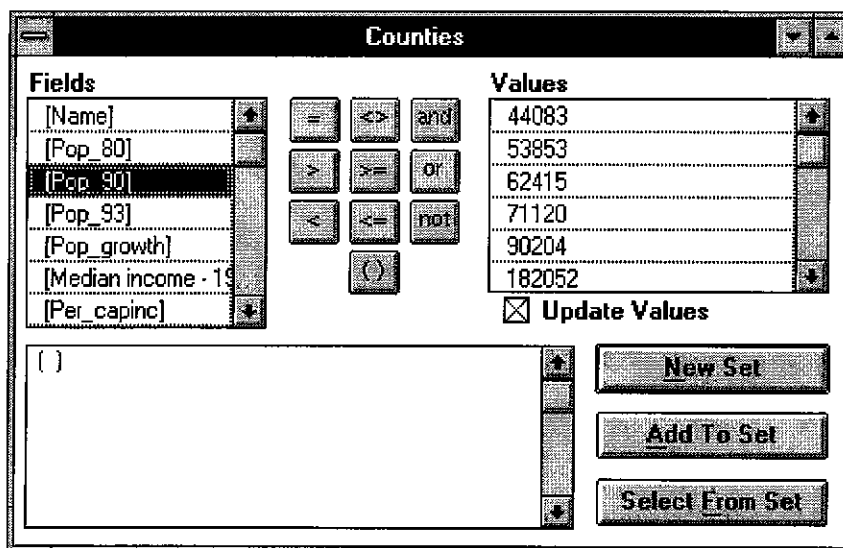 Counties
Fields
[Name]
[Pop_80]
[Pop_90]
[Pop_93]
[Pop_growth]
[Median income - 19
[Per_capinc]
= <> and
> >= or
< <= not
( )
Values
44083
53853
62415
71120
90204
182052
Update Values
( )
New Set
Add To Set
Select From Set